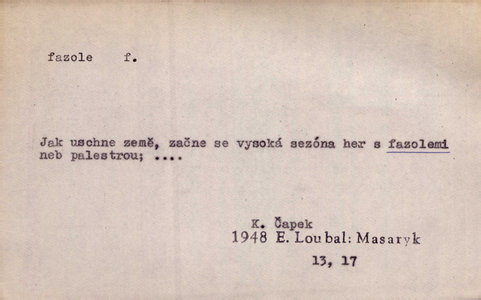 fazole f.
Jak uschne země, začne se vysoká sezóna her s fazolemi
neb palestrou; ....
K. Čapek
1948 E. Loubal: Masaryk
13, 17